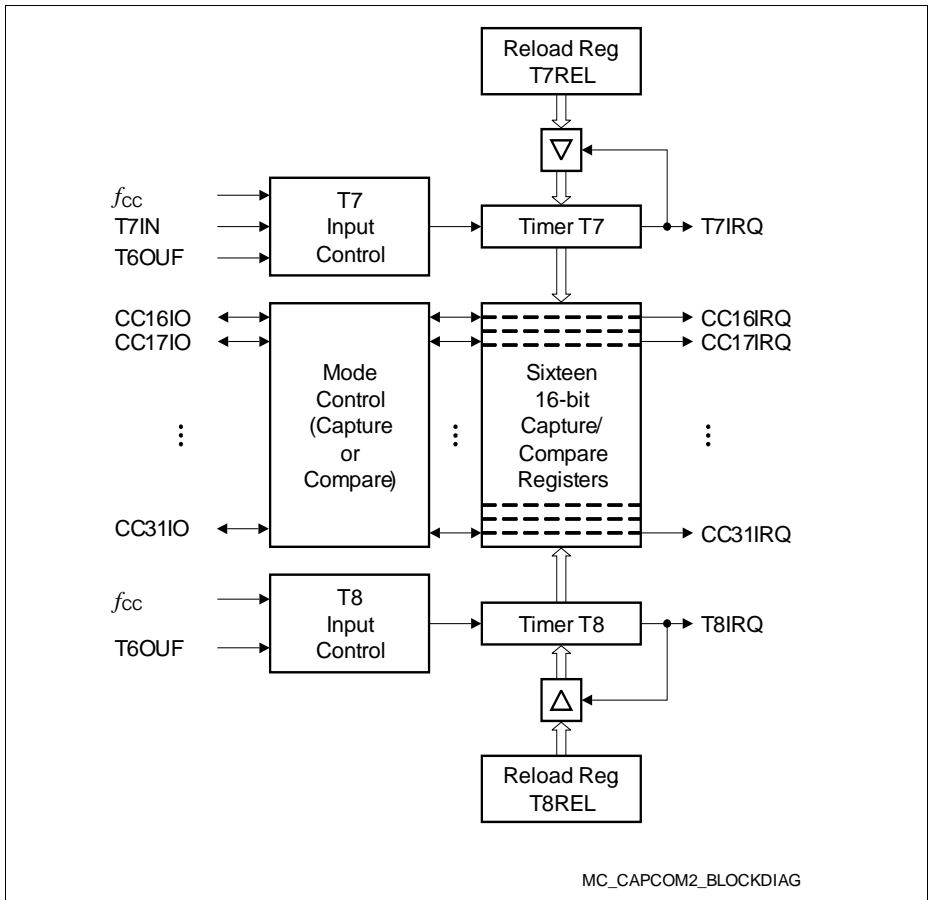 Reload Reg
T7REL
fCC
T7IN
T6OUF
T7
Input
Control
Timer T7
T7IRQ
CC16IO
CC17IO
CC31IO
Mode
Control
(Capture
or
Compare)
Sixteen
16-bit
Capture/
Compare
Registers
CC16IRQ
CC17IRQ
CC31IRQ
fCC
T6OUF
T8
Input
Control
Timer T8
T8IRQ
Reload Reg
T8REL
MC_CAPCOM2_BLOCKDIAG